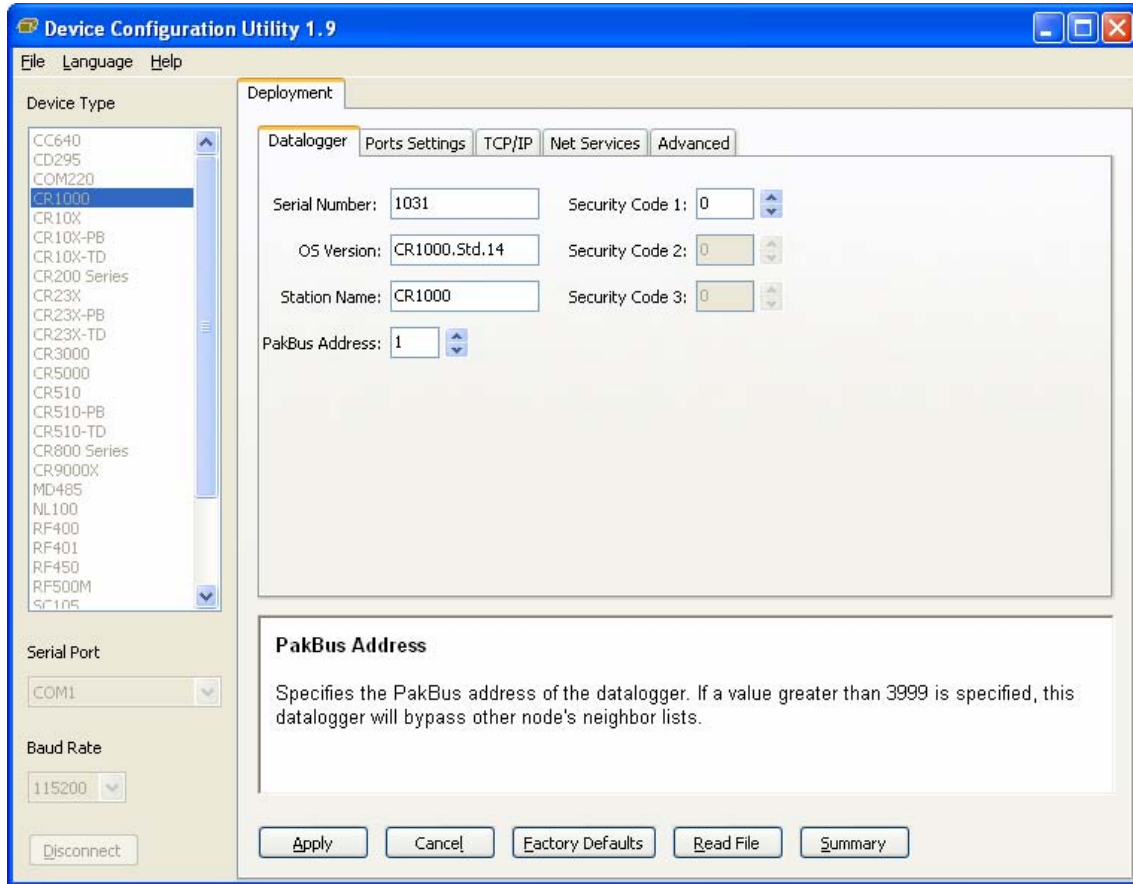 Device Configuration Utility 1.9
File Language Help
Device Type
CC640
CD295
COM220
CR1000
CR10X
CR10X-PB
CR10X-TD
CR200 Series
CR23X
CR23X-PB
CR23X-TD
CR3000
CR5000
CR510
CR510-PB
CR510-TD
CR800 Series
CR9000X
MD485
NL100
RF400
RF401
RF450
RF500M
SC105
Serial Port
COM1
Baud Rate
115200
Disconnect
Deployment
Datalogger Ports Settings TCP/IP Net Services Advanced
Serial Number: 1031 Security Code 1: 0
OS Version: CR1000.Std.14 Security Code 2: 0
Station Name: CR1000 Security Code 3: 0
PakBus Address: 1
PakBus Address
Specifies the PakBus address of the datalogger. If a value greater than 3999 is specified, this
datalogger will bypass other node's neighbor lists.
Apply Cancel Factory Defaults Read File Summary